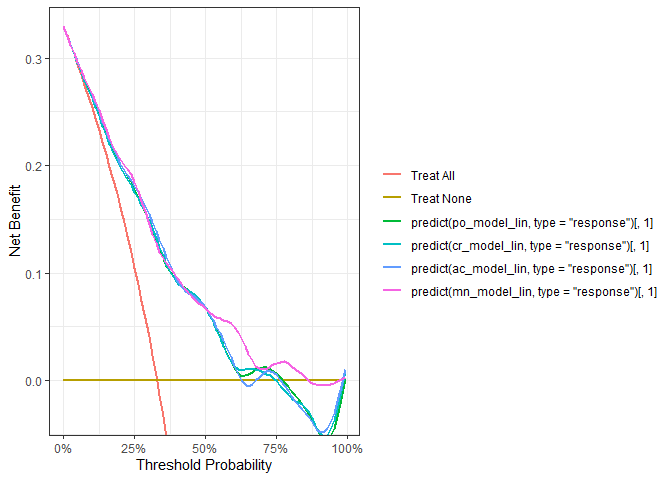 0.3
0.2
0.1
0.0
Net Benefit
0%
25%
50%
75%
100%
Threshold Probability
Treat All
Treat None
predict(po_model_lin, type = "response")[, 1]
predict(cr_model_lin, type = "response")[, 1]
predict(ac_model_lin, type = "response")[, 1]
predict(mn_model_lin, type = "response")[, 1]